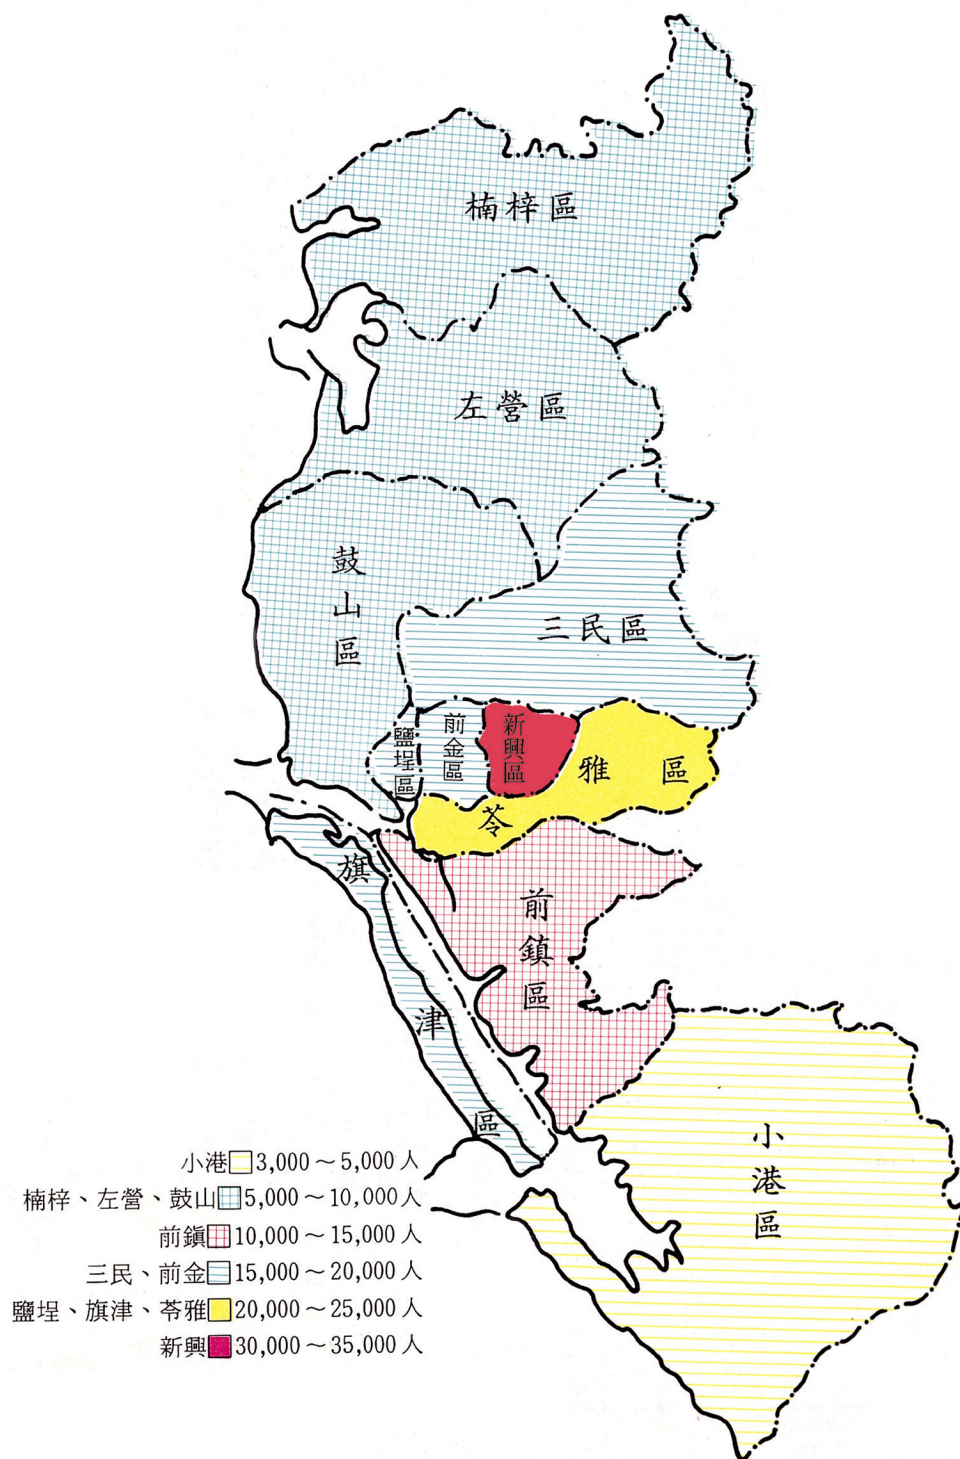 楠梓區
左營區
鼓山區
三民區
鹽埕區
前金區
新興區
苓雅區
前鎮區
旗津區
小港區
小港 3,000～5,000人
楠梓、左營、鼓山 5,000～10,000人
前鎮 10,000～15,000人
三民、前金 15,000～20,000人
鹽埕、旗津、苓雅 20,000～25,000人
新興 30,000～35,000人